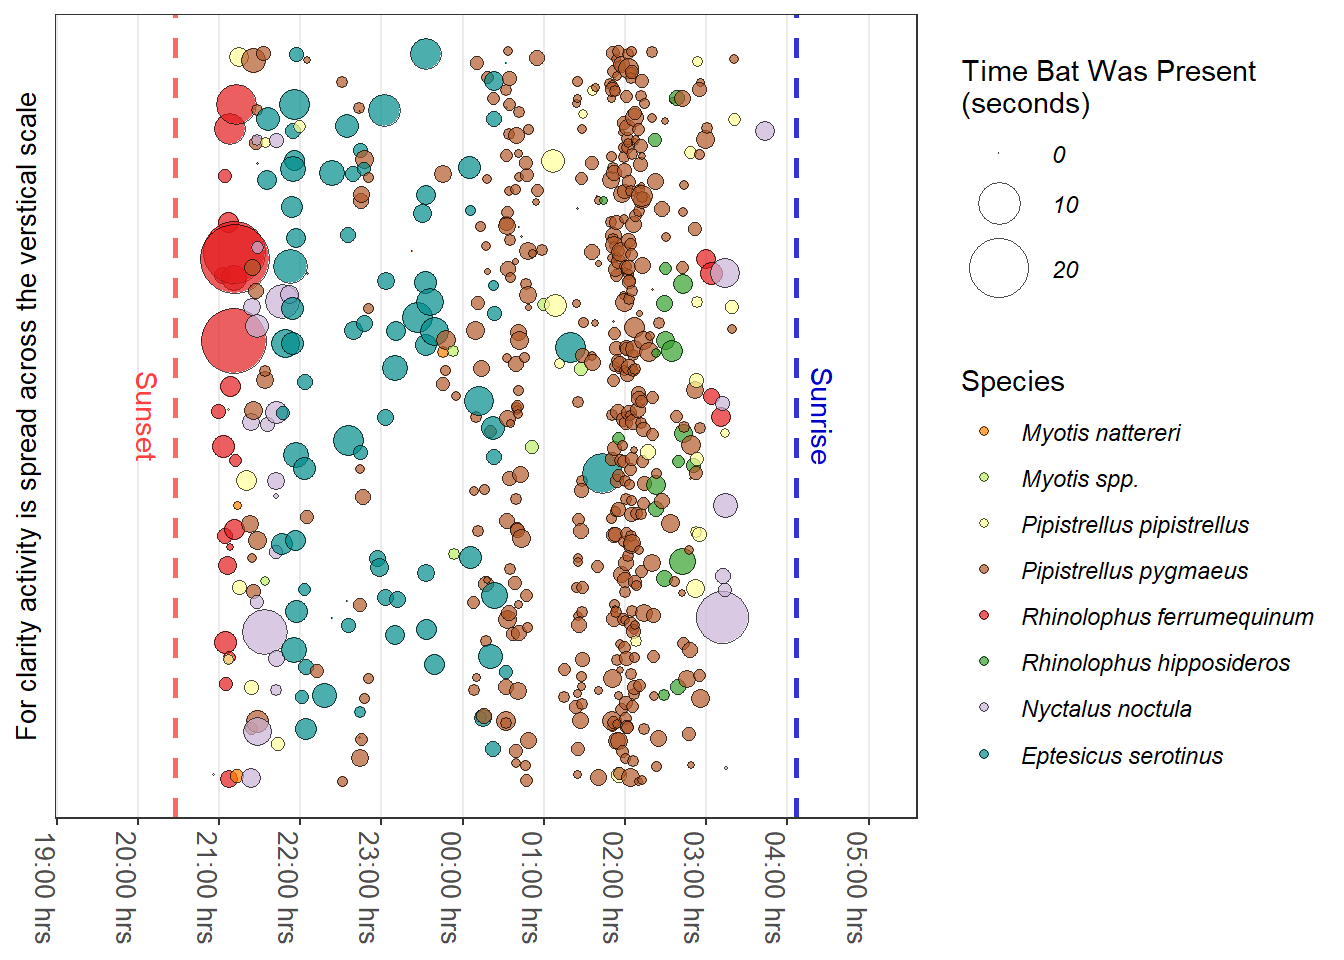 For clarity activity is spread across the verstical scale
Sunset
Sunrise
19:00 hrs
20:00 hrs
21:00 hrs
22:00 hrs
23:00 hrs
00:00 hrs
01:00 hrs
02:00 hrs
03:00 hrs
04:00 hrs
05:00 hrs
Time Bat Was Present
(seconds)
0
10
20
Species
Myotis nattereri
Myotis spp.
Pipistrellus pipistrellus
Pipistrellus pygmaeus
Rhinolophus ferrumequinum
Rhinolophus hipposideros
Nyctalus noctula
Eptesicus serotinus